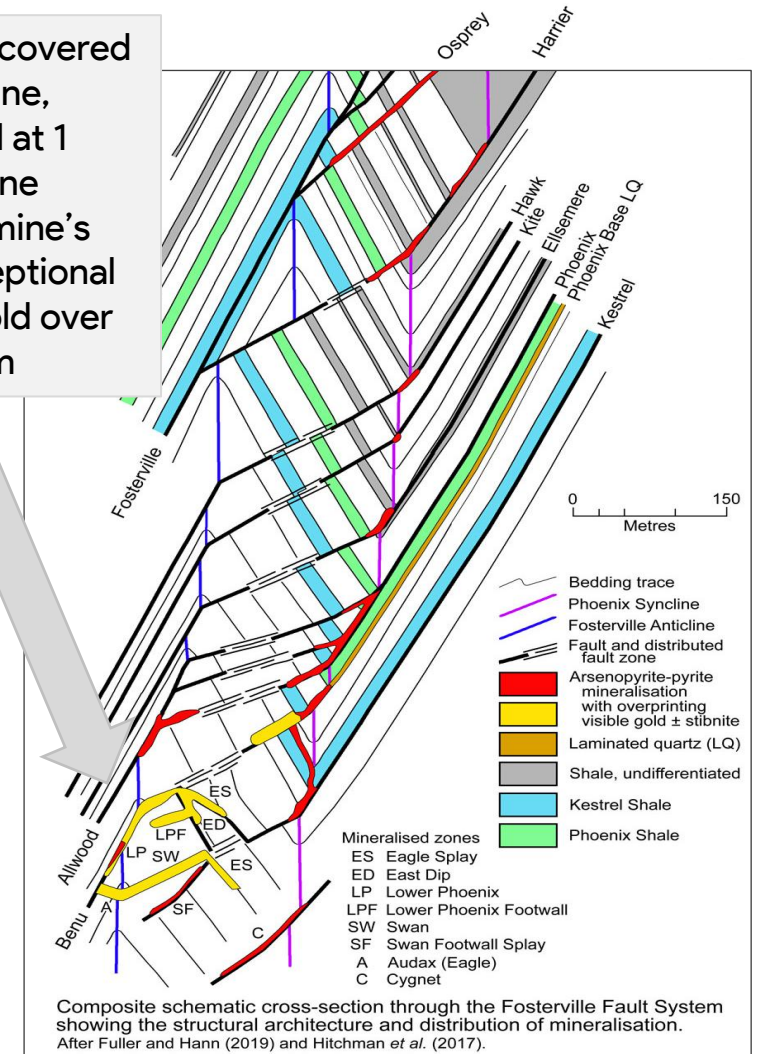 covered
ne,
at 1
ne
mine's
eptional
old over
m
Osprey
Harrier
Hawk
Kite
Ellsemere
Phoenix
Phoenix Base LQ
Kestrel
Fosterville
0 150
Metres
Bedding trace
Phoenix Syncline
Fosterville Anticline
Fault and distributed
fault zone
Arsenopyrite-pyrite
mineralisation
with overprinting
visible gold ± stibnite
Laminated quartz (LQ)
Shale, undifferentiated
Kestrel Shale
Phoenix Shale
Allwood
Benu
ES
ED
LPF
LP
SW
ES
A
SF
C
Mineralised zones
ES Eagle Splay
ED East Dip
LP Lower Phoenix
LPF Lower Phoenix Footwall
SW Swan
SF Swan Footwall Splay
A Audax (Eagle)
C Cygnet
Composite schematic cross-section through the Fosterville Fault System
showing the structural architecture and distribution of mineralisation.
After Fuller and Hann (2019) and Hitchman et al. (2017).